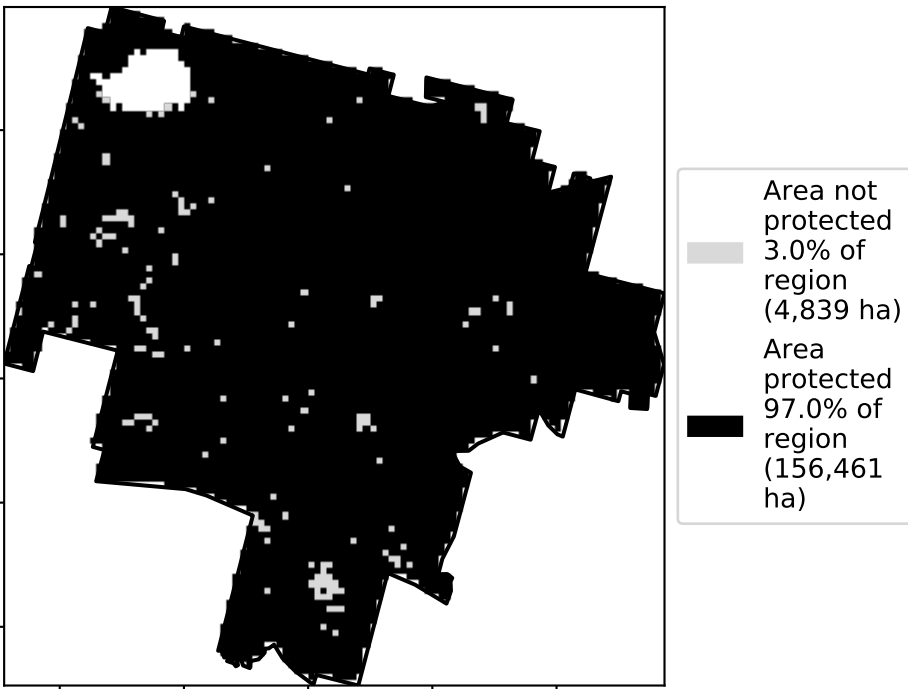 Area not
protected
3.0% of
region
(4,839 ha)
Area
protected
97.0% of
region
(156,461
ha)